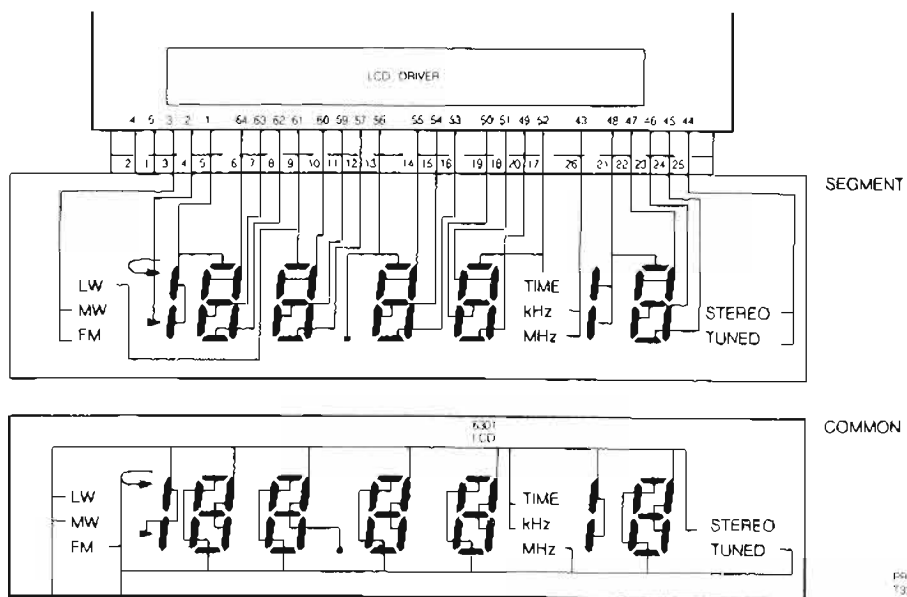 LCD DRIVER
4 5 3 2 1 64 63 62 61 60 59 57 56 55 54 53 50 51 49 52 43 48 47 46 45 44
2 1 3 4 5 6 7 8 9 10 11 12 13 14 15 16 19 18 20 17 26 21 22 23 24 25
SEGMENT
LW TIME
MW kHz STEREO
FM MHz TUNED
6301
LCD
COMMON
LW TIME
MW kHz STEREO
FM MHz TUNED